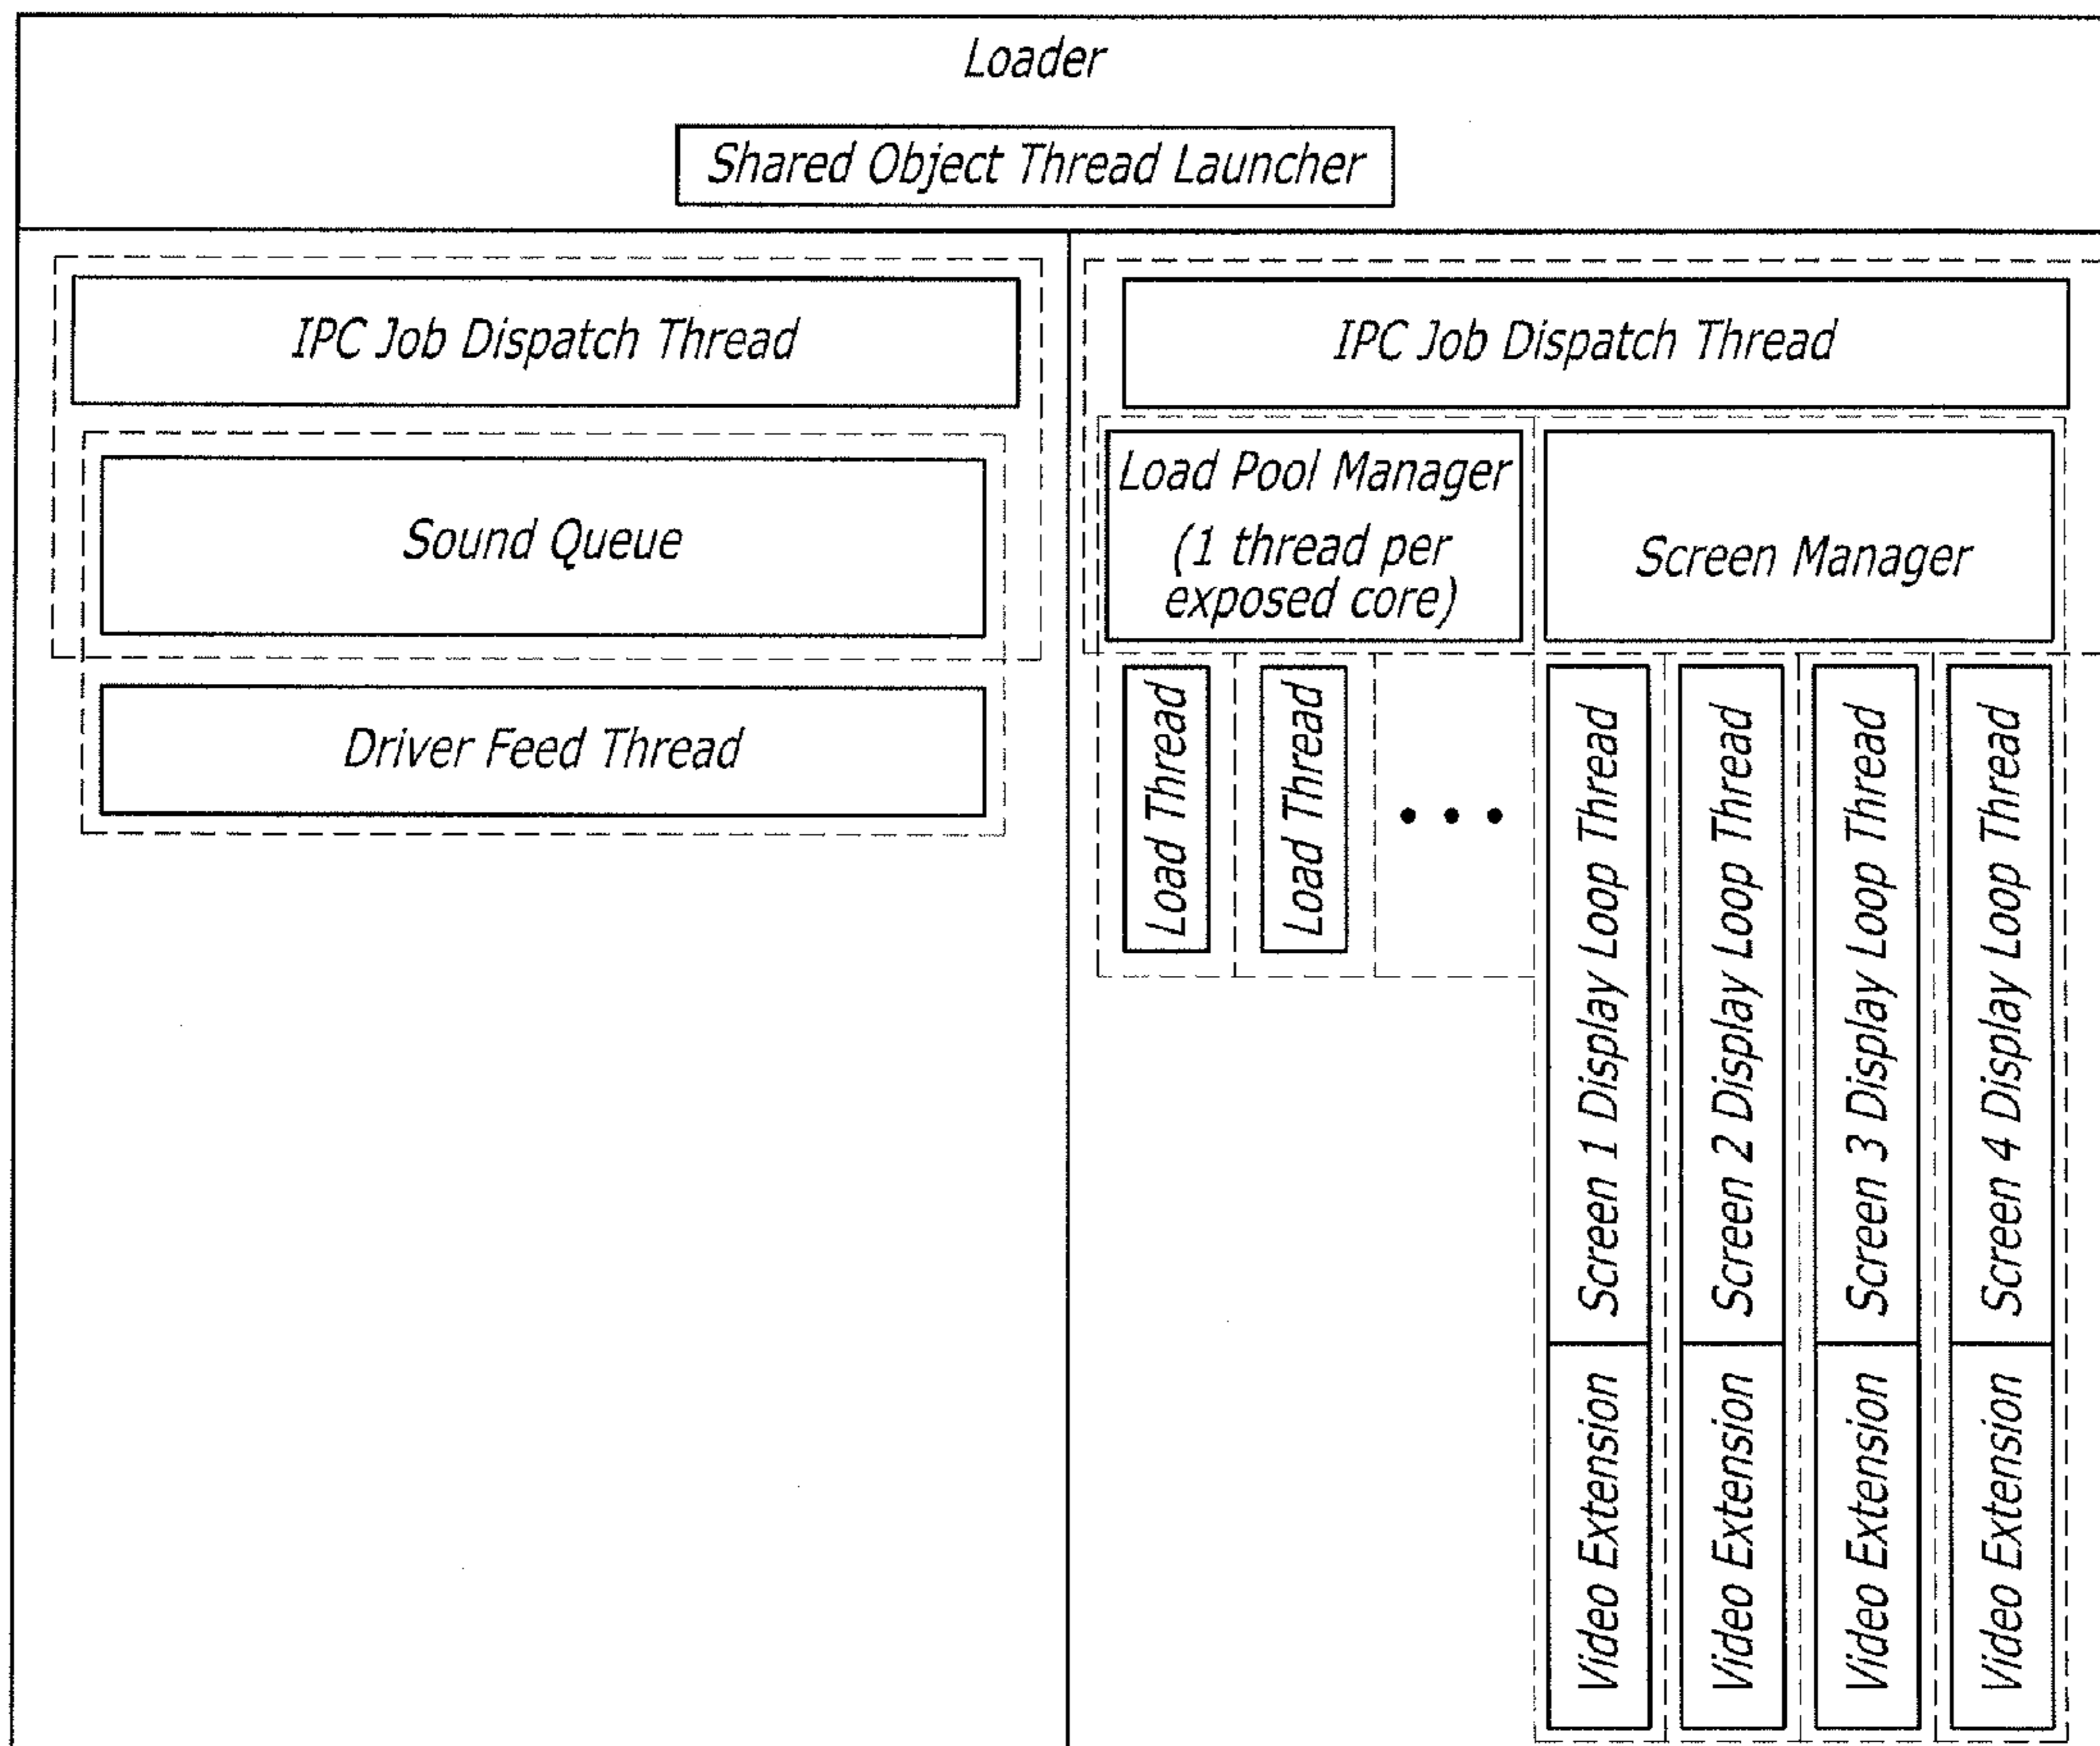 Loader
Shared Object Thread Launcher
IPC Job Dispatch Thread
Sound Queue
Driver Feed Thread
IPC Job Dispatch Thread
Load Pool Manager
(1 thread per
exposed core)
Screen Manager
Load Thread
Load Thread
• • •
Screen 1 Display Loop Thread
Screen 2 Display Loop Thread
Screen 3 Display Loop Thread
Screen 4 Display Loop Thread
Video Extension
Video Extension
Video Extension
Video Extension